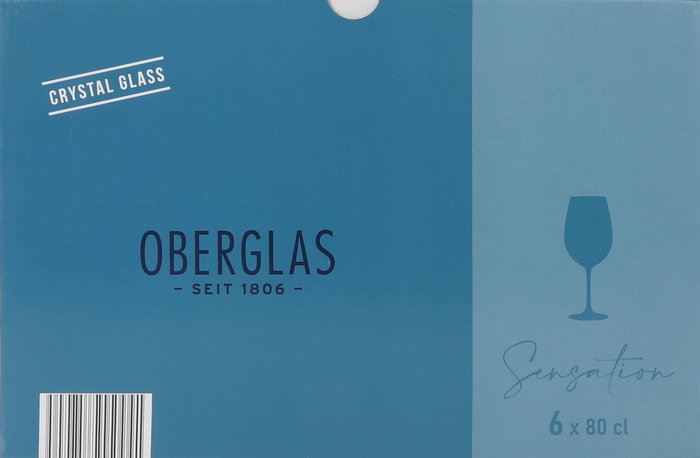 CRYSTAL GLASS
OBERGLAS
– SEIT 1806 –
Sensation
6 x 80 cl